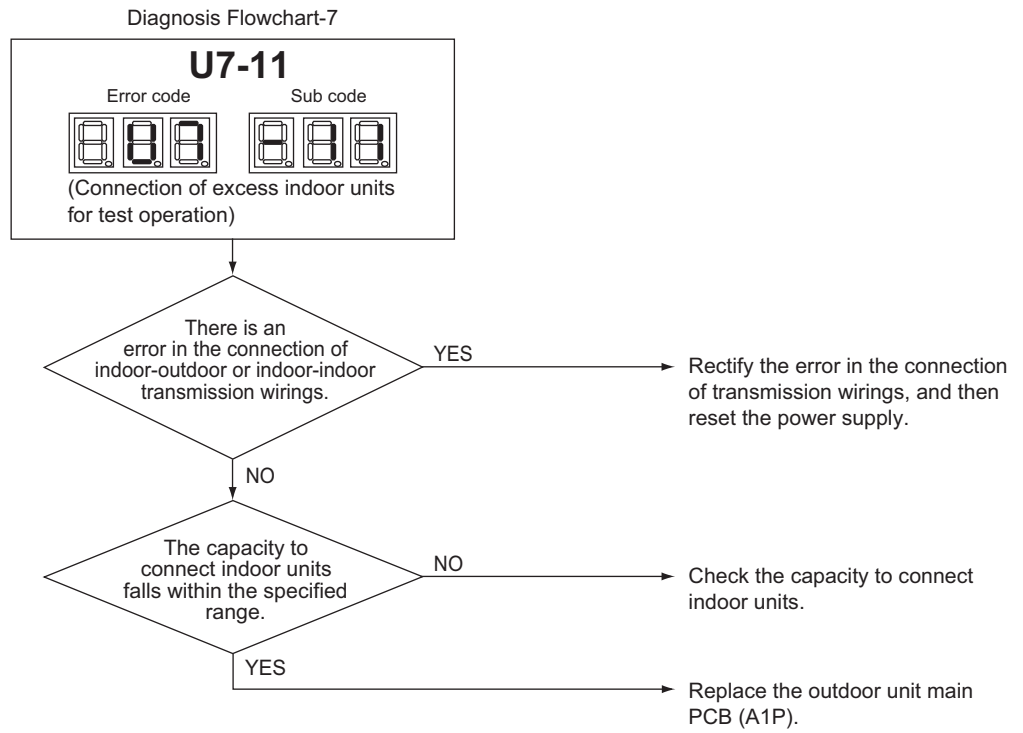 Diagnosis Flowchart-7
U7-11
Error code
Sub code
U7
-11
(Connection of excess indoor units
for test operation)
There is an
error in the connection of
indoor-outdoor or indoor-indoor
transmission wirings.
YES
Rectify the error in the connection
of transmission wirings, and then
reset the power supply.
NO
The capacity to
connect indoor units
falls within the specified
range.
NO
Check the capacity to connect
indoor units.
YES
Replace the outdoor unit main
PCB (A1P).